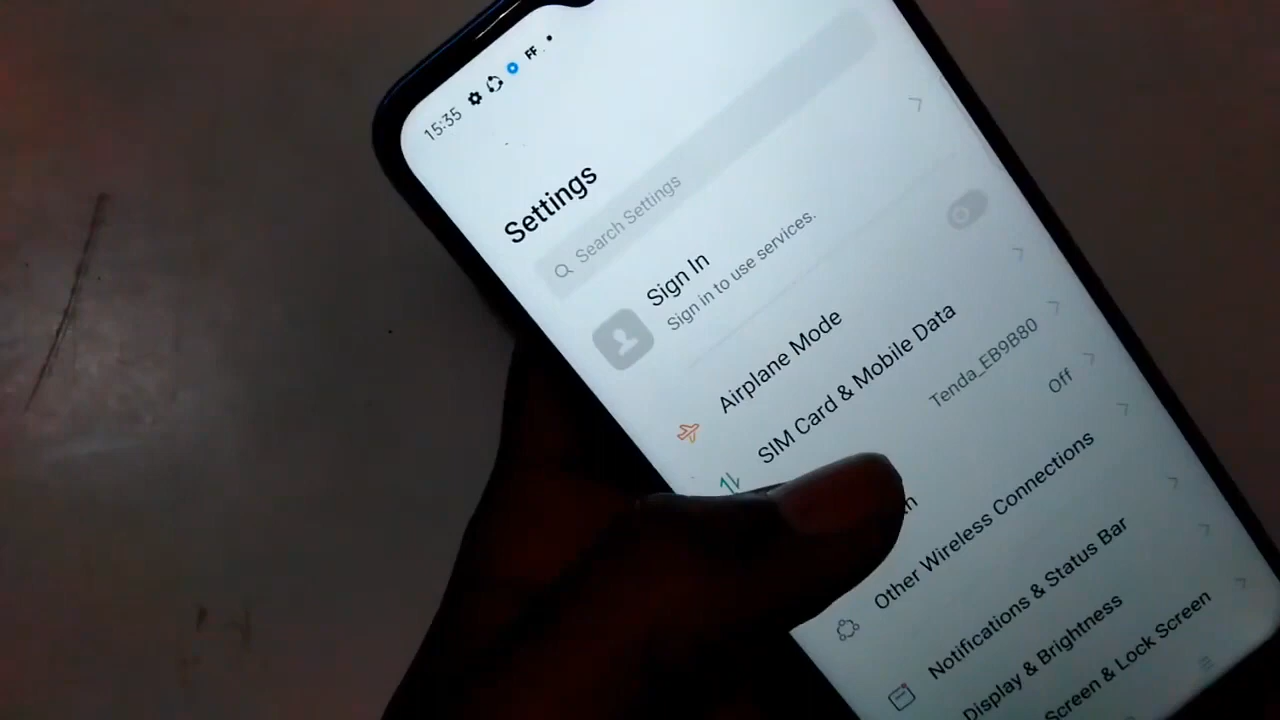 15:35 FF
Settings
Search Settings
Sign In
Sign in to use services.
Airplane Mode
SIM Card & Mobile Data
Tenda_EB9B80
Off
Other Wireless Connections
Notifications & Status Bar
Display & Brightness
Screen & Lock Screen